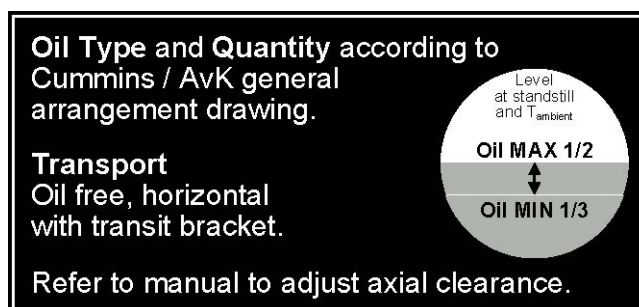 Oil Type and Quantity according to
Cummins / AvK general
arrangement drawing.
Transport
Oil free, horizontal
with transit bracket.
Refer to manual to adjust axial clearance.
Level
at standstill
and Tambient
Oil MAX 1/2
Oil MIN 1/3